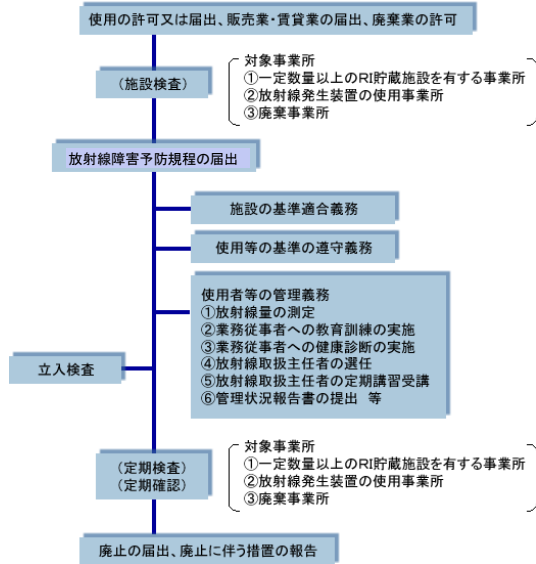 使用の許可又は届出、販売業・賃貸業の届出、廃棄業の許可
(施設検査)
対象事業所
①一定数量以上のRI貯蔵施設を有する事業所
②放射線発生装置の使用事業所
③廃棄事業所
放射線障害予防規程の届出
施設の基準適合義務
使用等の基準の遵守義務
使用者等の管理義務
①放射線量の測定
②業務従事者への教育訓練の実施
③業務従事者への健康診断の実施
④放射線取扱主任者の選任
⑤放射線取扱主任者の定期講習受講
⑥管理状況報告書の提出 等
立入検査
(定期検査)
(定期確認)
対象事業所
①一定数量以上のRI貯蔵施設を有する事業所
②放射線発生装置の使用事業所
③廃棄事業所
廃止の届出、廃止に伴う措置の報告